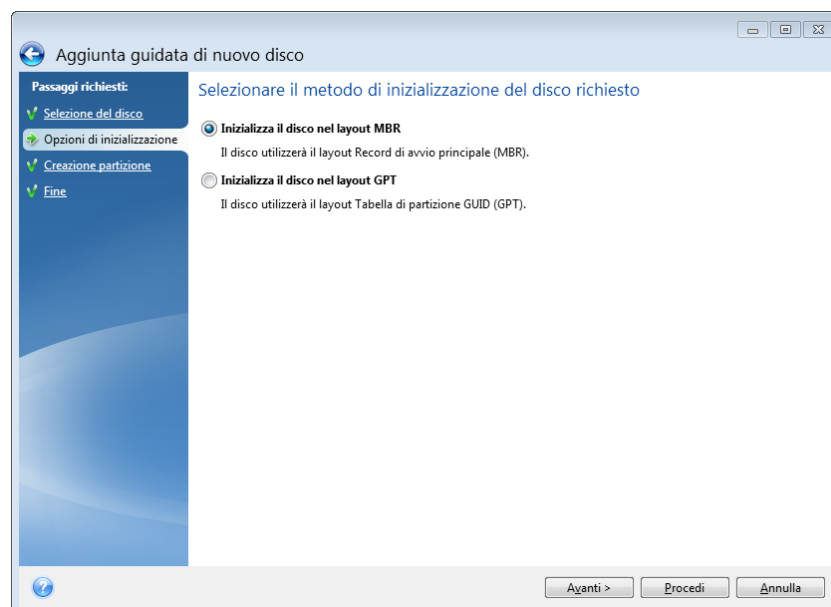 Aggiunta guidata di nuovo disco
Passaggi richiesti:
Selezione del disco
Opzioni di inizializzazione
Creazione partizione
Fine
Selezionare il metodo di inizializzazione del disco richiesto
Inizializza il disco nel layout MBR
Il disco utilizzerà il layout Record di avvio principale (MBR).
Inizializza il disco nel layout GPT
Il disco utilizzerà il layout Tabella di partizione GUID (GPT).
?
Avanti >
Procedi
Annulla